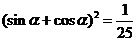 (sin α + cos α)² = 1/25